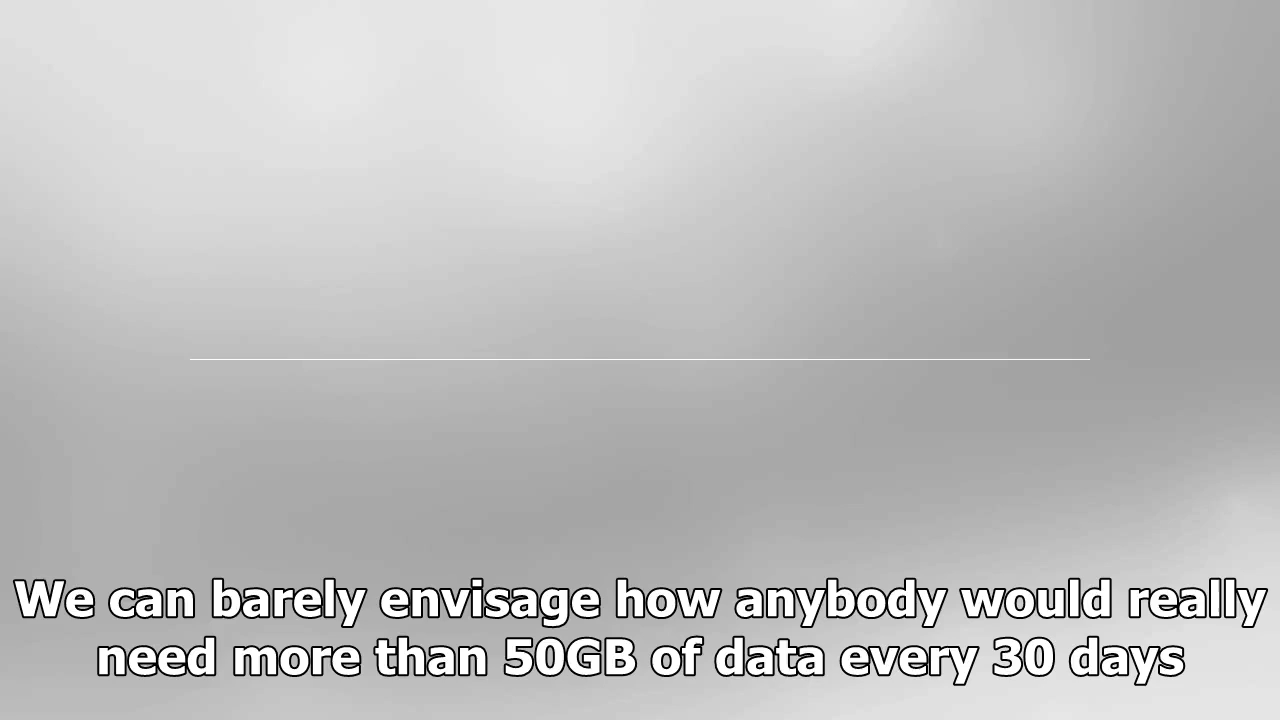 We can barely envisage how anybody would really
need more than 50GB of data every 30 days